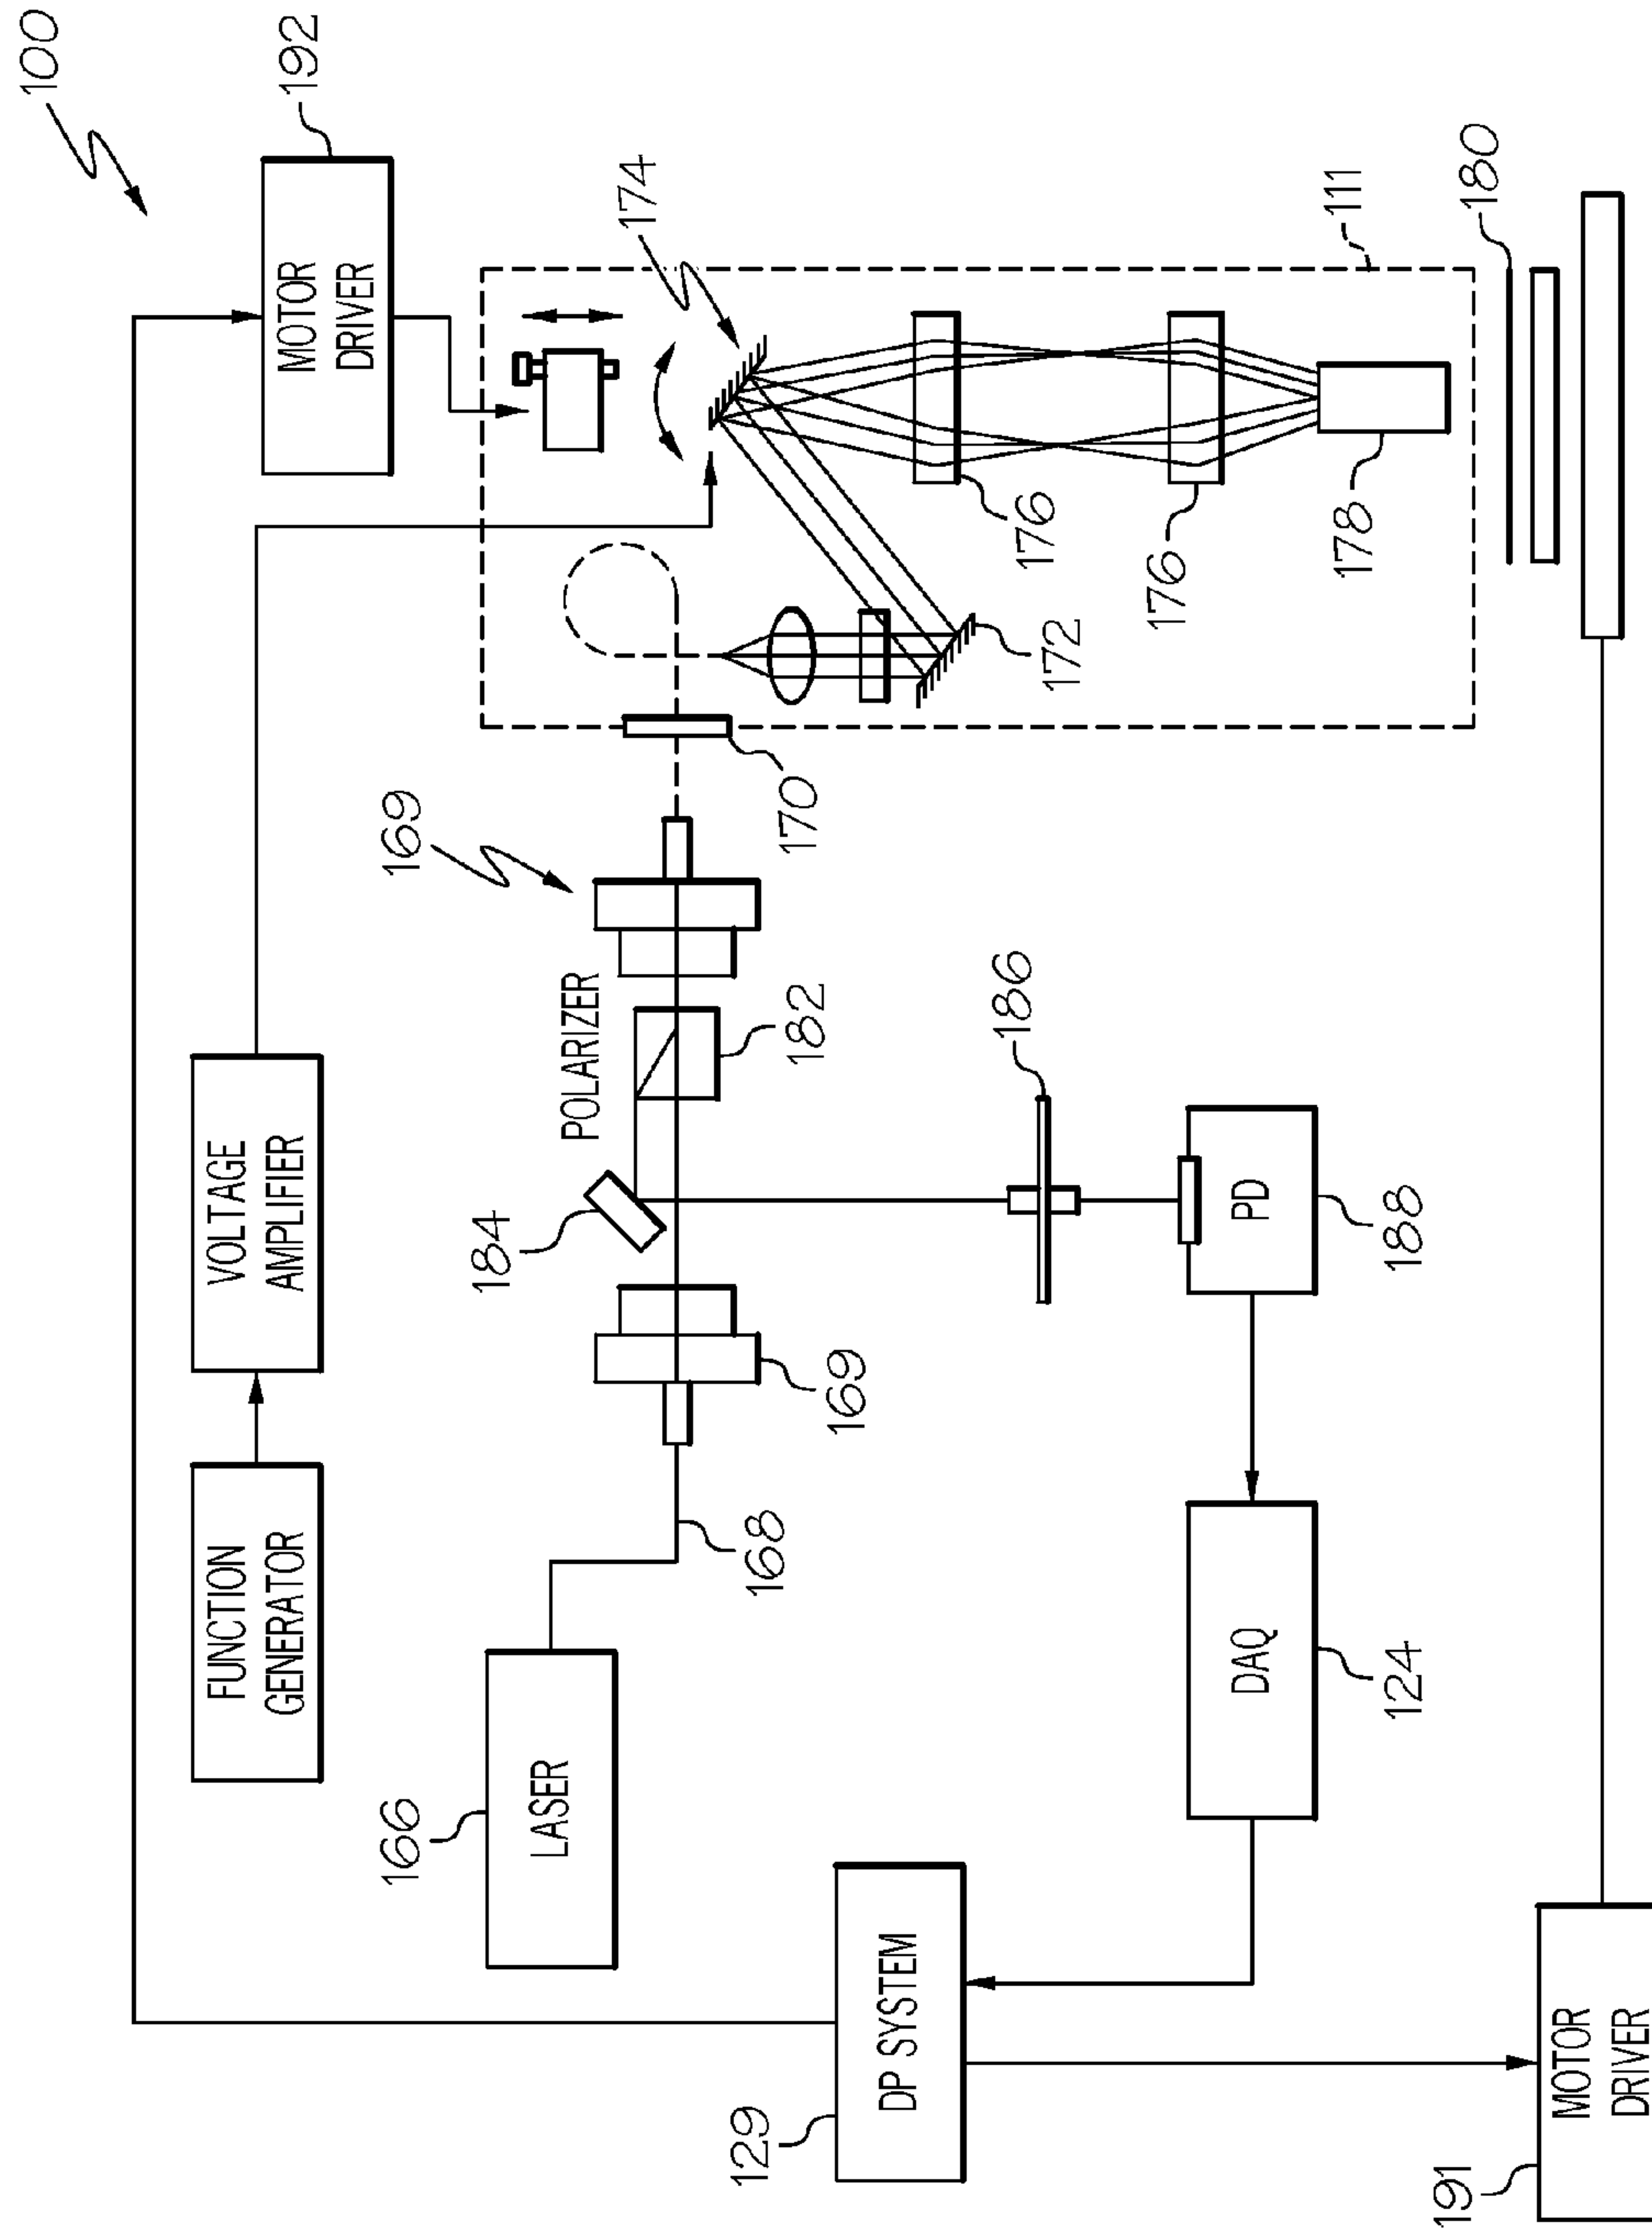 100
MOTOR
DRIVER
192
FUNCTION
GENERATOR
VOLTAGE
AMPLIFIER
174
111
166
LASER
168
169
184
POLARIZER
182
169
170
172
176
176
178
180
129
DP SYSTEM
DAQ
124
PD
188
186
191
MOTOR
DRIVER